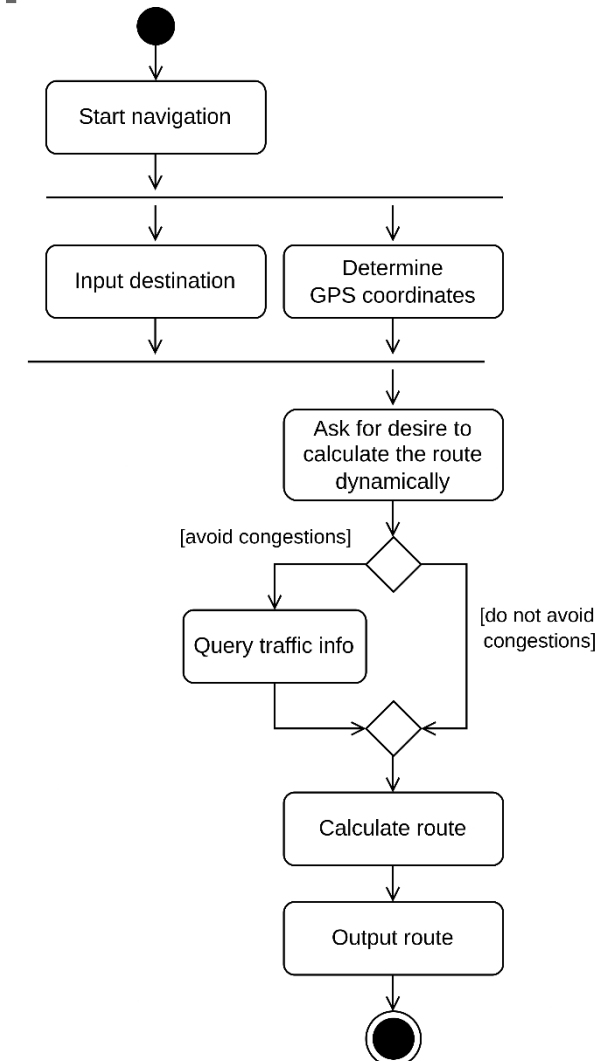 Start navigation
Input destination
Determine
GPS coordinates
Ask for desire to
calculate the route
dynamically
[avoid congestions]
[do not avoid
congestions]
Query traffic info
Calculate route
Output route